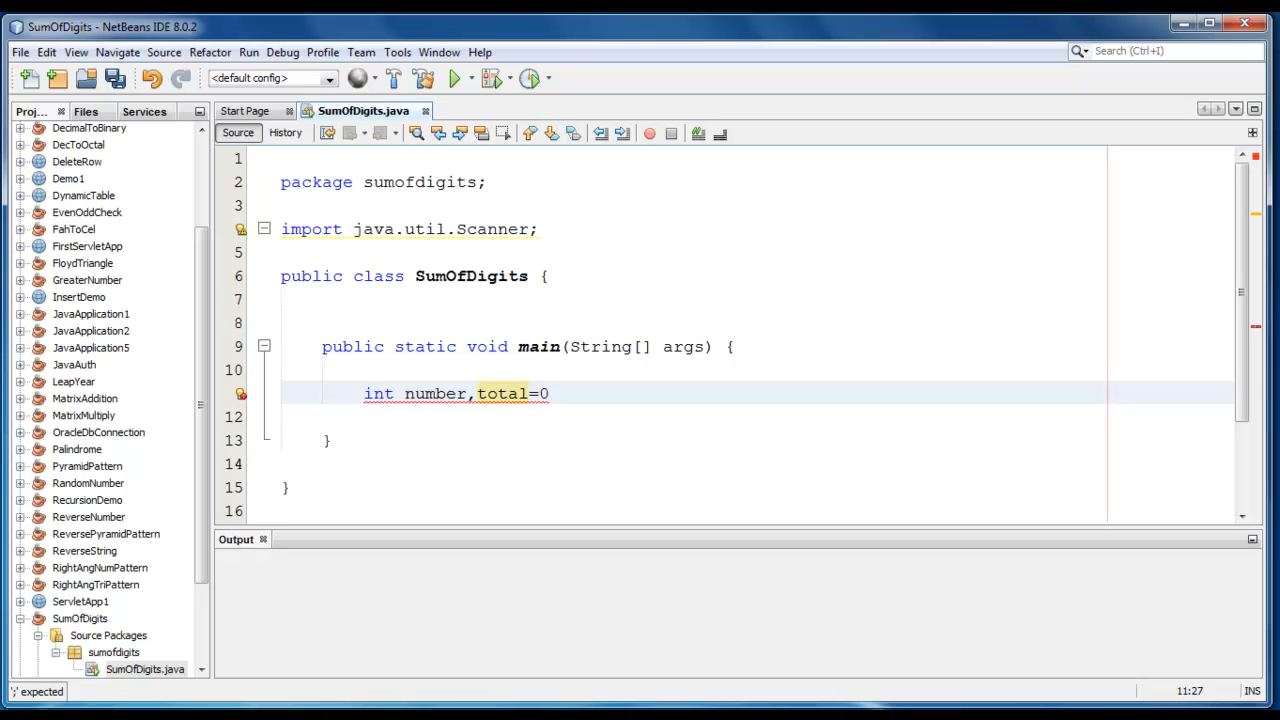 SumOfDigits - NetBeans IDE 8.0.2
File Edit View Navigate Source Refactor Run Debug Profile Team Tools Window Help
Search (Ctrl+I)
<default config>
Proj... Files Services
Start Page SumOfDigits.java
Source History
DecimalToBinary
DecToOctal
DeleteRow
Demo1
DynamicTable
EvenOddCheck
FahToCel
FirstServletApp
FloydTriangle
GreaterNumber
InsertDemo
JavaApplication1
JavaApplication2
JavaApplication5
JavaAuth
LeapYear
MatrixAddition
MatrixMultiply
OracleDbConnection
Palindrome
PyramidPattern
RandomNumber
RecursionDemo
ReverseNumber
ReversePyramidPattern
ReverseString
RightAngNumPattern
RightAngTriPattern
ServletApp1
SumOfDigits
Source Packages
sumofdigits
SumOfDigits.java
1
2 package sumofdigits;
3
import java.util.Scanner;
5
6 public class SumOfDigits {
7
8
9 public static void main(String[] args) {
10
int number,total=0
12
13 }
14
15 }
16
Output
';' expected
11:27
INS